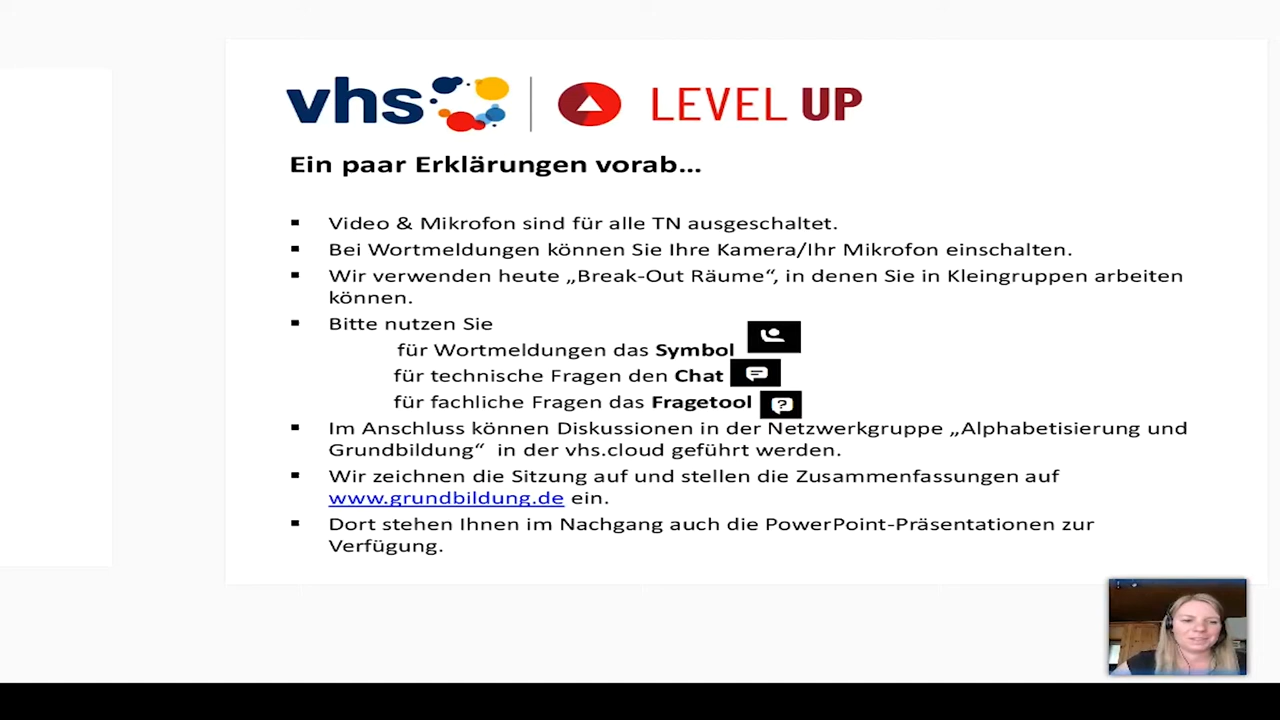 vhs LEVEL UP
Ein paar Erklärungen vorab...
▪ Video & Mikrofon sind für alle TN ausgeschaltet.
▪ Bei Wortmeldungen können Sie Ihre Kamera/Ihr Mikrofon einschalten.
▪ Wir verwenden heute „Break-Out Räume“, in denen Sie in Kleingruppen arbeiten
können.
▪ Bitte nutzen Sie
für Wortmeldungen das Symbol
für technische Fragen den Chat
für fachliche Fragen das Fragetool ?
▪ Im Anschluss können Diskussionen in der Netzwerkgruppe „Alphabetisierung und
Grundbildung“ in der vhs.cloud geführt werden.
▪ Wir zeichnen die Sitzung auf und stellen die Zusammenfassungen auf
www.grundbildung.de ein.
▪ Dort stehen Ihnen im Nachgang auch die PowerPoint-Präsentationen zur
Verfügung.